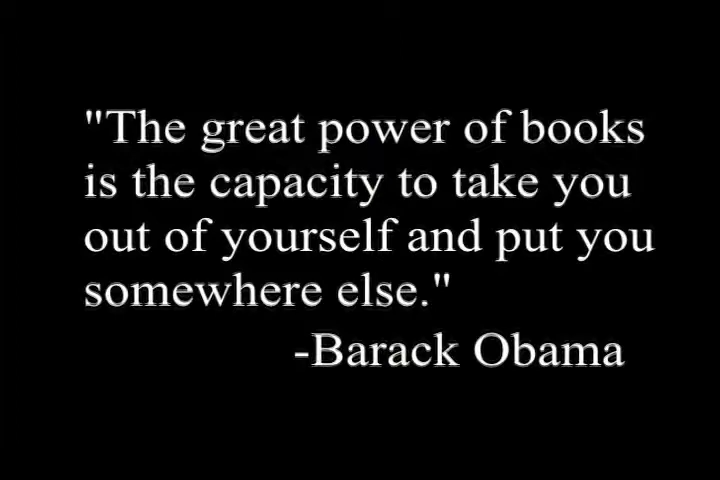 "The great power of books
is the capacity to take you
out of yourself and put you
somewhere else."
-Barack Obama